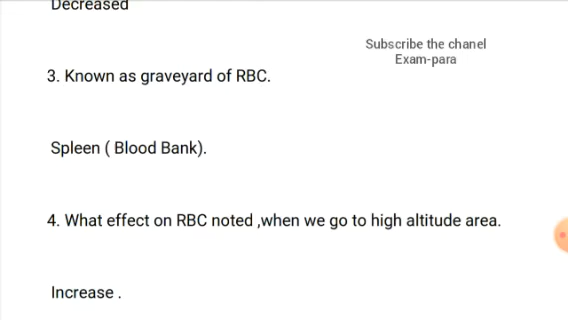 Decreased
Subscribe the chanel
Exam-para
3. Known as graveyard of RBC.
Spleen ( Blood Bank).
4. What effect on RBC noted ,when we go to high altitude area.
Increase .